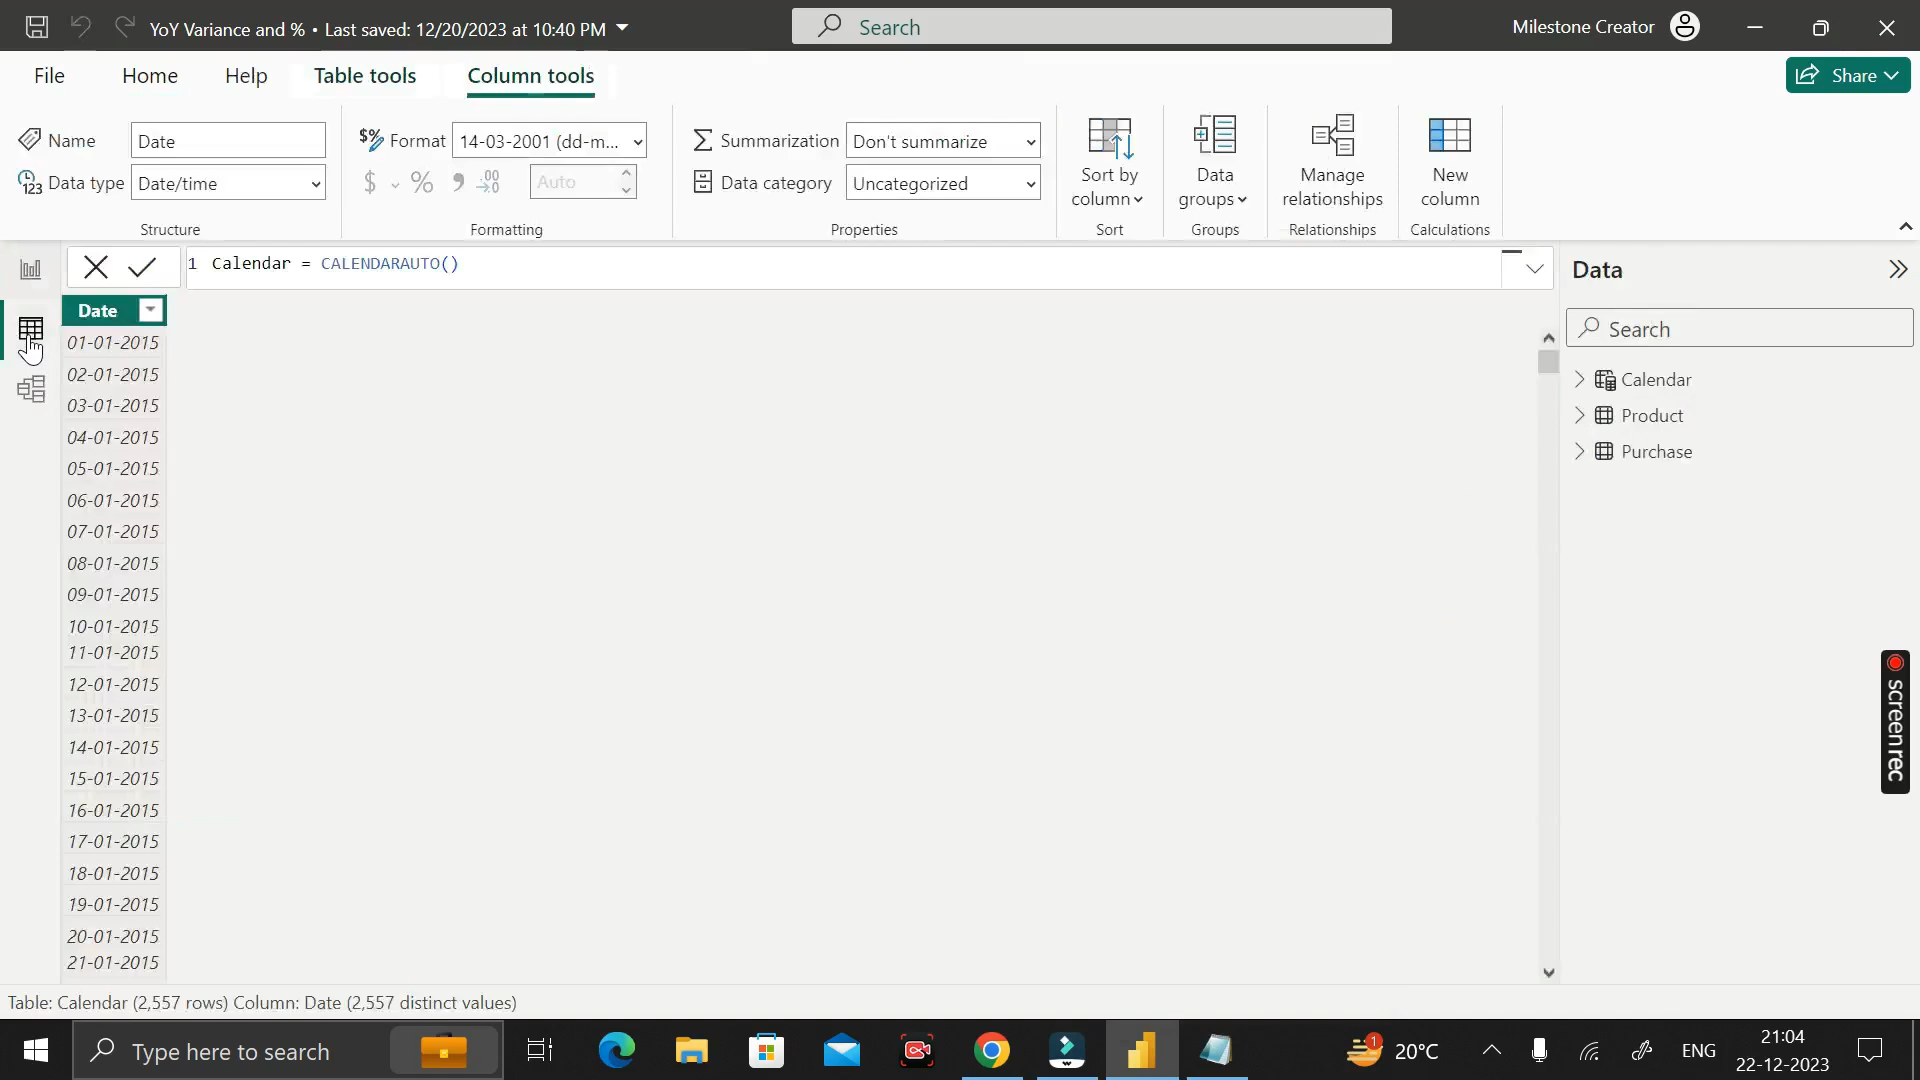 YoY Variance and % • Last saved: 12/20/2023 at 10:40 PM
Search
Milestone Creator
File
Home
Help
Table tools
Column tools
Share
Name
Date
Format
14-03-2001 (dd-m...
Summarization
Don't summarize
Data type
Date/time
$
%
Auto
Data category
Uncategorized
Sort by
column
Data
groups
Manage
relationships
New
column
Structure
Formatting
Properties
Sort
Groups
Relationships
Calculations
1 Calendar = CALENDARAUTO()
Date
01-01-2015
02-01-2015
03-01-2015
04-01-2015
05-01-2015
06-01-2015
07-01-2015
08-01-2015
09-01-2015
10-01-2015
11-01-2015
12-01-2015
13-01-2015
14-01-2015
15-01-2015
16-01-2015
17-01-2015
18-01-2015
19-01-2015
20-01-2015
21-01-2015
Data
Search
Calendar
Product
Purchase
screenrec
Table: Calendar (2,557 rows) Column: Date (2,557 distinct values)
Type here to search
1
20°C
ENG
21:04
22-12-2023